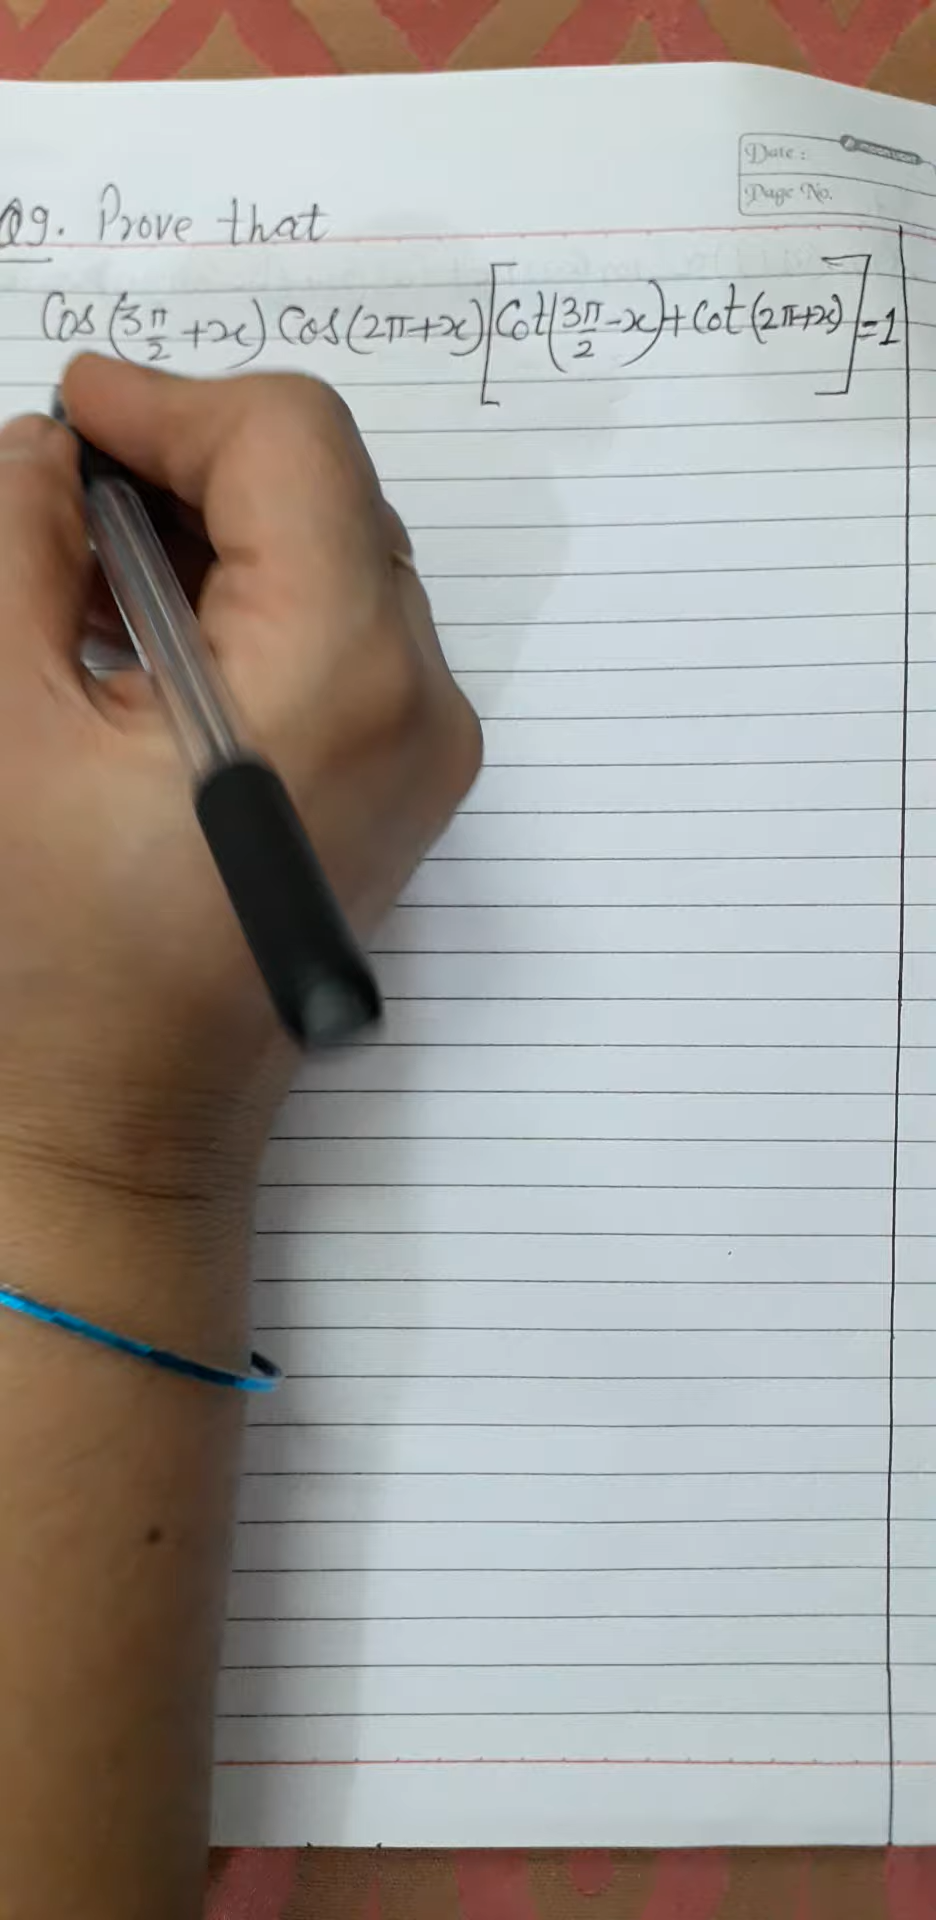 Date :
Page No.
Q9. Prove that
Cos(3π/2 +x) Cos(2π+x)[Cot(3π/2 -x)+Cot(2π+x)]=1